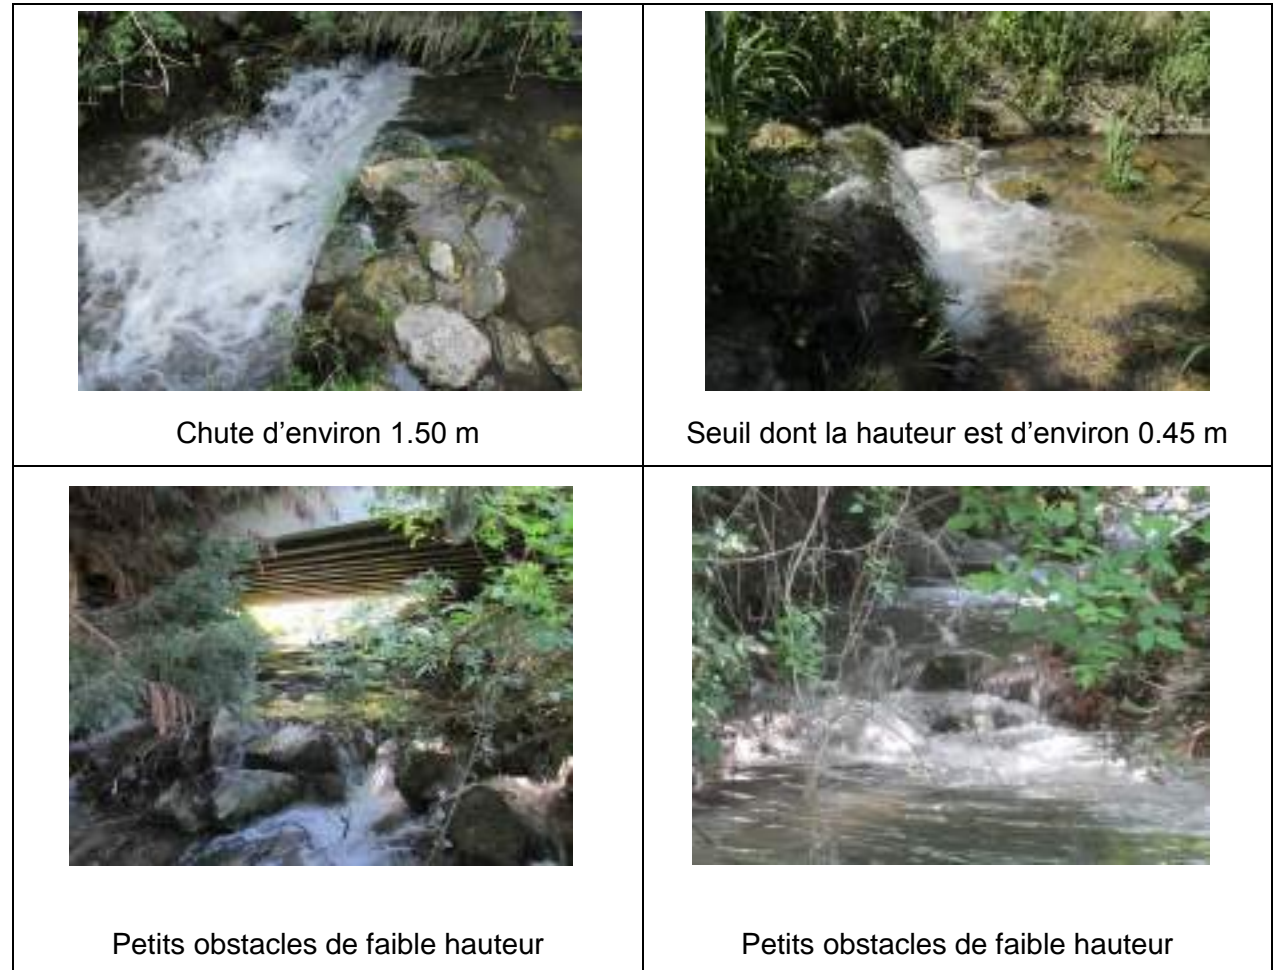 Chute d’environ 1.50 m
Seuil dont la hauteur est d’environ 0.45 m
Petits obstacles de faible hauteur
Petits obstacles de faible hauteur